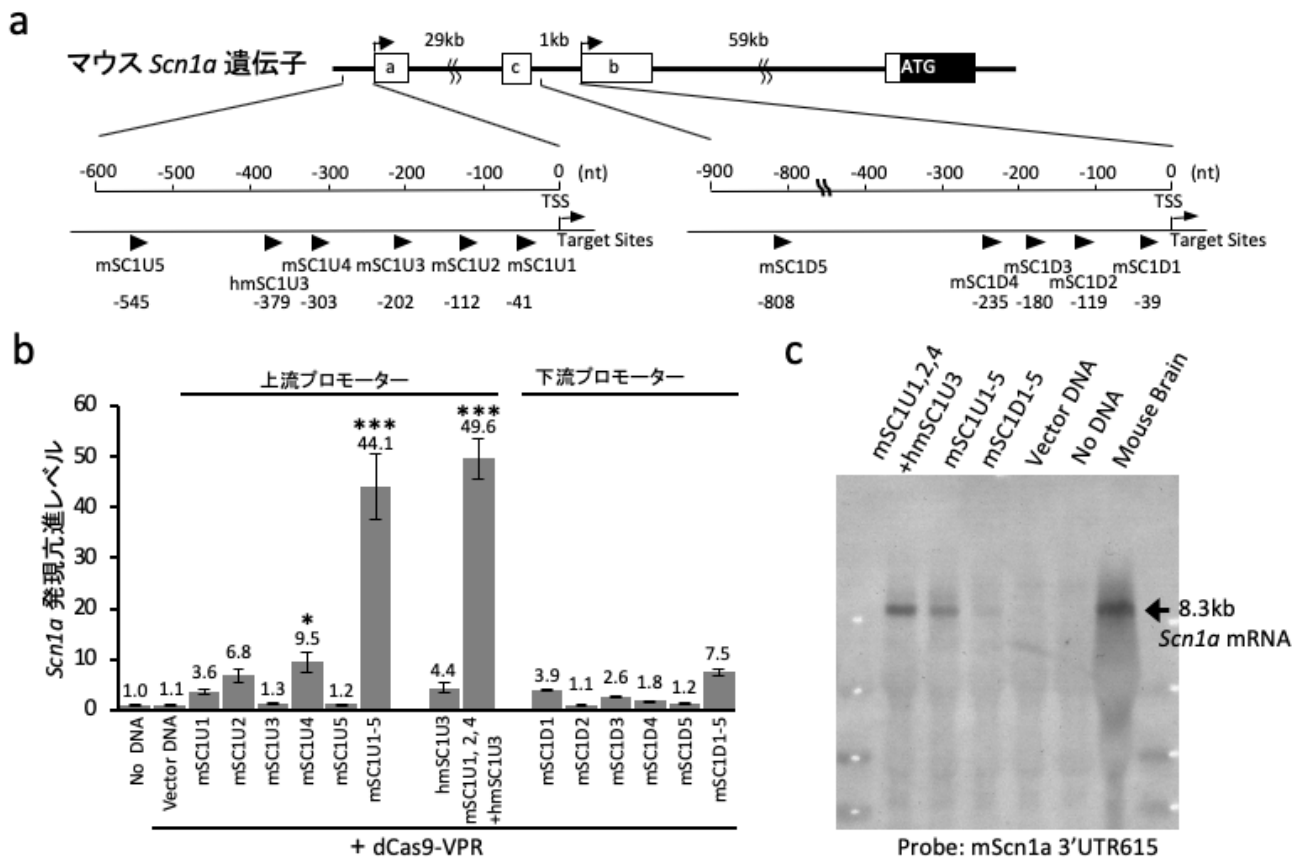 a
マウス Scn1a 遺伝子
29kb
1kb
59kb
a
c
b
ATG
-600 -500 -400 -300 -200 -100 0 (nt)
TSS
Target Sites
mSC1U5 hmSC1U3 mSC1U4 mSC1U3 mSC1U2 mSC1U1
-545 -379 -303 -202 -112 -41
-900 -800 -400 -300 -200 -100 0 (nt)
TSS
Target Sites
mSC1D5 mSC1D4 mSC1D3 mSC1D2 mSC1D1
-808 -235 -180 -119 -39
b
上流プロモーター
下流プロモーター
Scn1a 発現亢進レベル
60
50
40
30
20
10
0
1.0
1.1
3.6
6.8
1.3
*
9.5
1.2
***
44.1
4.4
***
49.6
3.9
1.1
2.6
1.8
1.2
7.5
No DNA
Vector DNA
mSC1U1
mSC1U2
mSC1U3
mSC1U4
mSC1U5
mSC1U1-5
hmSC1U3
mSC1U1, 2, 4
+hmSC1U3
mSC1D1
mSC1D2
mSC1D3
mSC1D4
mSC1D5
mSC1D1-5
+ dCas9-VPR
c
mSC1U1,2,4
+hmSC1U3
mSC1U1-5
mSC1D1-5
Vector DNA
No DNA
Mouse Brain
8.3kb
Scn1a mRNA
Probe: mScn1a 3'UTR615